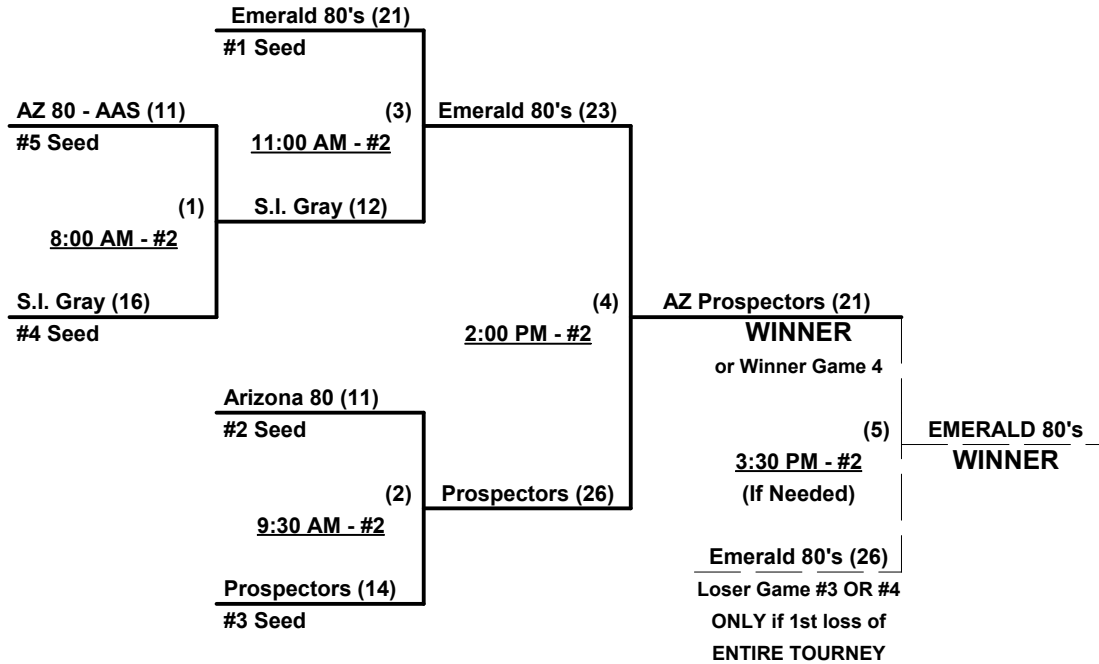 Emerald 80's (21)
#1 Seed
AZ 80 - AAS (11)
#5 Seed
(3)
11:00 AM - #2
Emerald 80's (23)
(1)
8:00 AM - #2
S.I. Gray (12)
S.I. Gray (16)
#4 Seed
(4)
2:00 PM - #2
AZ Prospectors (21)
WINNER
or Winner Game 4
Arizona 80 (11)
#2 Seed
(5)
3:30 PM - #2
(If Needed)
EMERALD 80's
WINNER
(2)
9:30 AM - #2
Prospectors (26)
Prospectors (14)
#3 Seed
Emerald 80's (26)
Loser Game #3 OR #4
ONLY if 1st loss of
ENTIRE TOURNEY